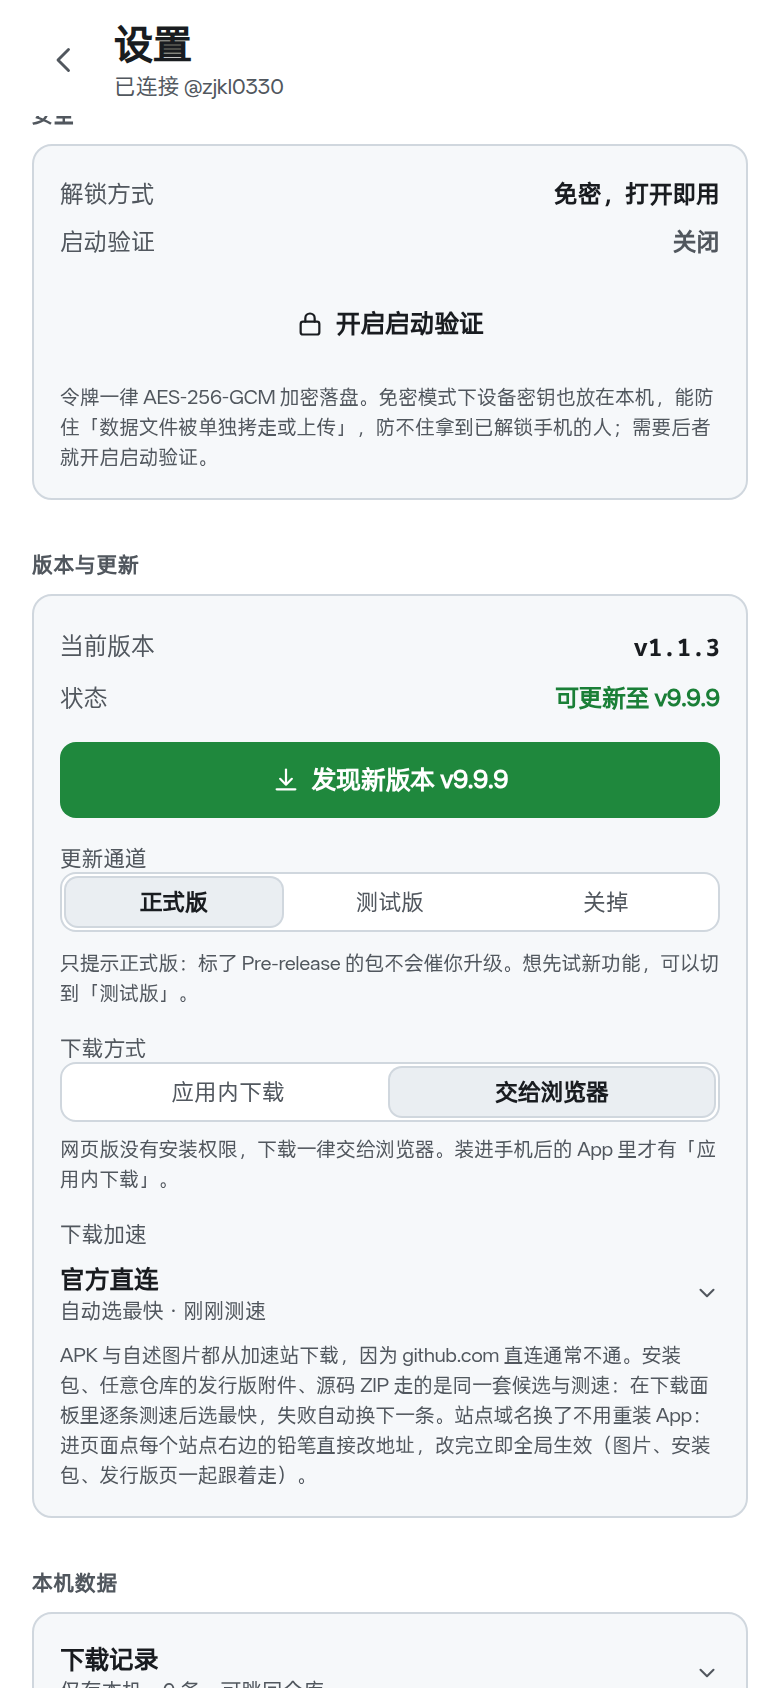 设置
已连接 @zjkl0330
解锁方式
免密，打开即用
启动验证
关闭
开启启动验证
令牌一律 AES-256-GCM 加密落盘。免密模式下设备密钥也放在本机，能防
住「数据文件被单独拷走或上传」，防不住拿到已解锁手机的人；需要后者
就开启启动验证。
版本与更新
当前版本
v1.1.3
状态
可更新至 v9.9.9
发现新版本 v9.9.9
更新通道
正式版
测试版
关掉
只提示正式版：标了 Pre-release 的包不会催你升级。想先试新功能，可以切
到「测试版」。
下载方式
应用内下载
交给浏览器
网页版没有安装权限，下载一律交给浏览器。装进手机后的 App 里才有「应
用内下载」。
下载加速
官方直连
自动选最快 · 刚刚测速
APK 与自述图片都从加速站下载，因为 github.com 直连通常不通。安装
包、任意仓库的发行版附件、源码 ZIP 走的是同一套候选与测速：在下载面
板里逐条测速后选最快，失败自动换下一条。站点域名换了不用重装 App：
进页面点每个站点右边的铅笔直接改地址，改完立即全局生效（图片、安装
包、发行版页一起跟着走）。
本机数据
下载记录